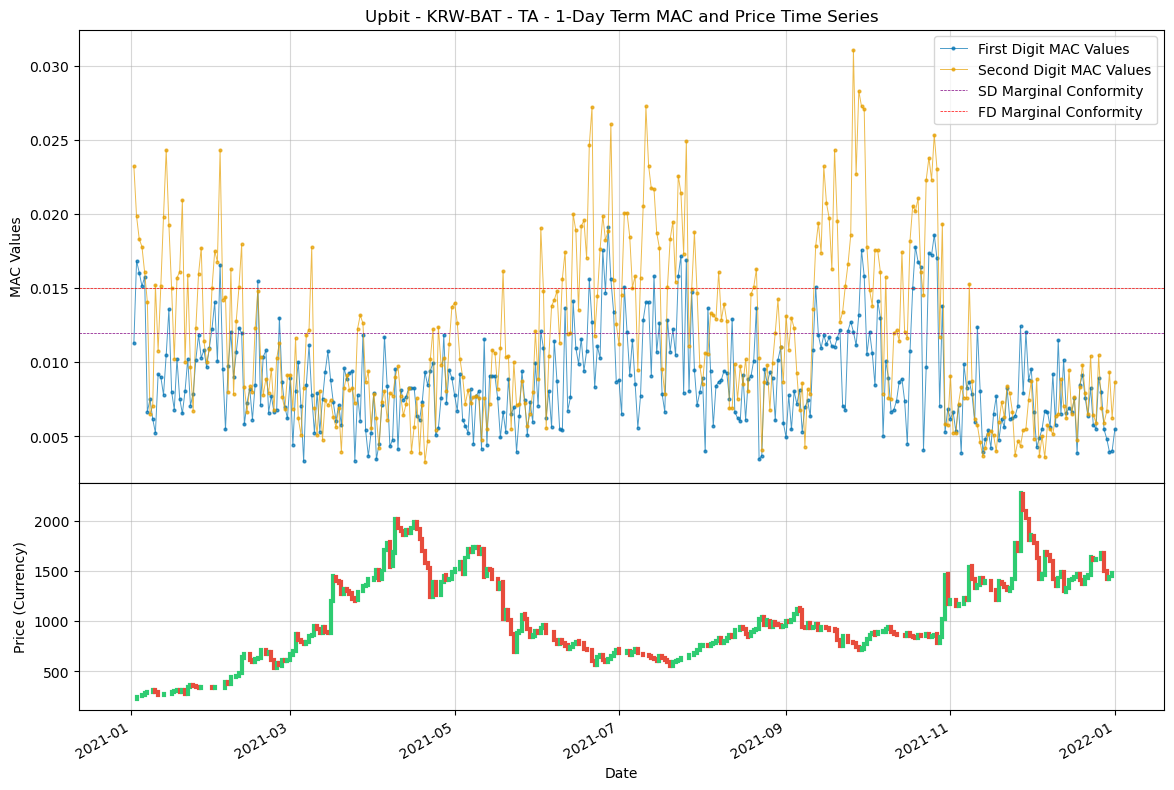 Upbit - KRW-BAT - TA - 1-Day Term MAC and Price Time Series
First Digit MAC Values
Second Digit MAC Values
SD Marginal Conformity
FD Marginal Conformity
MAC Values
0.030
0.025
0.020
0.015
0.010
0.005
Price (Currency)
2000
1500
1000
500
2021-01
2021-03
2021-05
2021-07
2021-09
2021-11
2022-01
Date